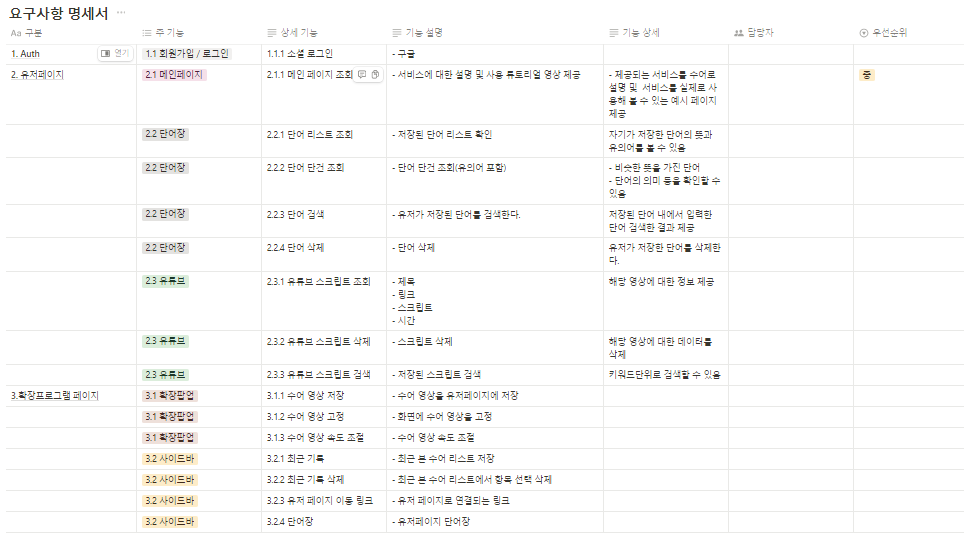 요구사항 명세서 ···
Aa 구분 주 기능 상세 기능 기능 설명 기능 상세 담당자 우선순위
1. Auth 열기 1.1 회원가입 / 로그인 1.1.1 소셜 로그인 - 구글
2. 유저페이지 2.1 메인페이지 2.1.1 메인 페이지 조회 - 서비스에 대한 설명 및 사용 튜토리얼 영상 제공 - 제공되는 서비스를 수어로 중
설명 및 서비스를 실제로 사
용해 볼 수 있는 예시 페이지
제공
2.2 단어장 2.2.1 단어 리스트 조회 - 저장된 단어 리스트 확인 자기가 저장한 단어의 뜻과
유의어를 볼 수 있음
2.2 단어장 2.2.2 단어 단건 조회 - 단어 단건 조회(유의어 포함) - 비슷한 뜻을 가진 단어
- 단어의 의미 등을 확인할 수
있음
2.2 단어장 2.2.3 단어 검색 - 유저가 저장된 단어를 검색한다. 저장된 단어 내에서 입력한
단어 검색한 결과 제공
2.2 단어장 2.2.4 단어 삭제 - 단어 삭제 유저가 저장한 단어를 삭제한
다.
2.3 유튜브 2.3.1 유튜브 스크립트 조회 - 제목 해당 영상에 대한 정보 제공
- 링크
- 스크립트
- 시간
2.3 유튜브 2.3.2 유튜브 스크립트 삭제 - 스크립트 삭제 해당 영상에 대한 데이터를
삭제
2.3 유튜브 2.3.3 유튜브 스크립트 검색 - 저장된 스크립트 검색 키워드단위로 검색할 수 있음
3.확장프로그램 페이지 3.1 확장팝업 3.1.1 수어 영상 저장 - 수어 영상을 유저페이지에 저장
3.1 확장팝업 3.1.2 수어 영상 고정 - 화면에 수어 영상을 고정
3.1 확장팝업 3.1.3 수어 영상 속도 조절 - 수어 영상 속도 조절
3.2 사이드바 3.2.1 최근 기록 - 최근 본 수어 리스트 저장
3.2 사이드바 3.2.2 최근 기록 삭제 - 최근 본 수어 리스트에서 항목 선택 삭제
3.2 사이드바 3.2.3 유저 페이지 이동 링크 - 유저 페이지로 연결되는 링크
3.2 사이드바 3.2.4 단어장 - 유저페이지 단어장